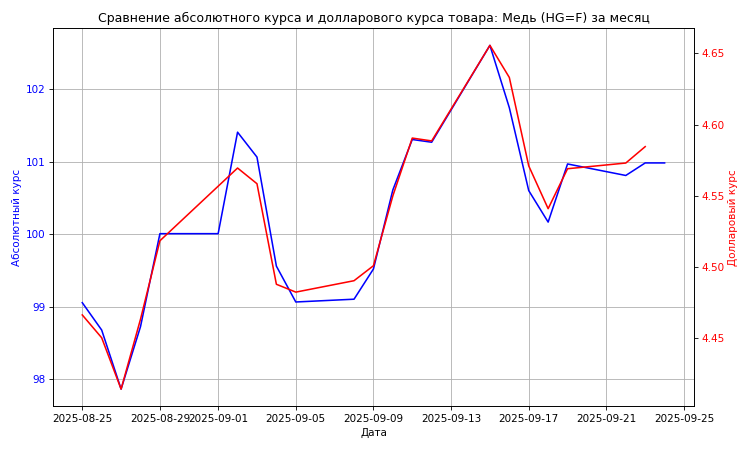 Сравнение абсолютного курса и долларового курса товара: Медь (HG=F) за месяц
Абсолютный курс
102
101
100
99
98
4.65
4.60
4.55
4.50
4.45
Долларовый курс
2025-08-25 2025-08-29 2025-09-01 2025-09-05 2025-09-09 2025-09-13 2025-09-17 2025-09-21 2025-09-25
Дата